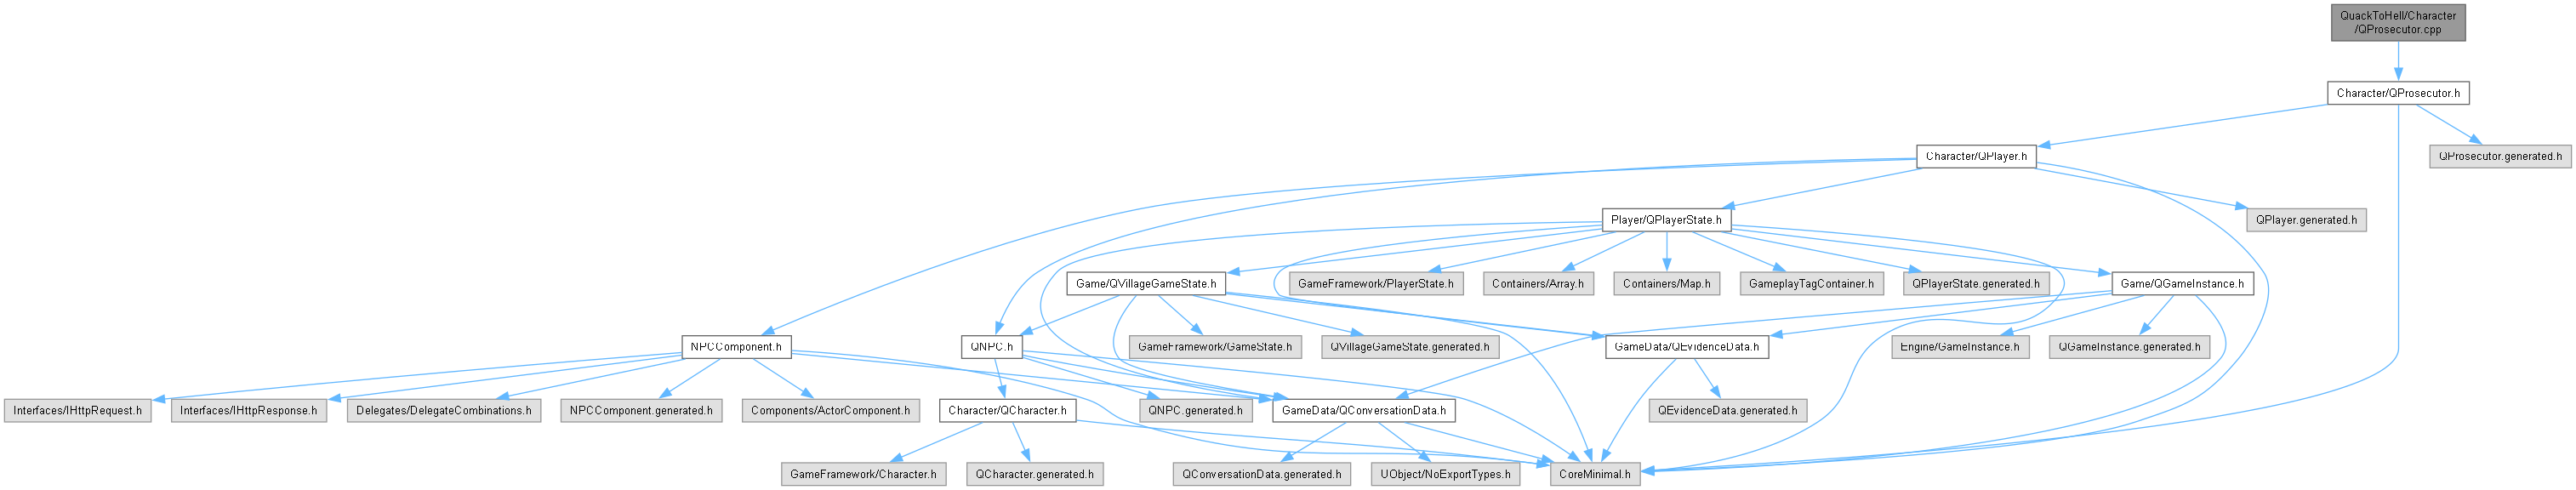 QuackToHell/Character
/QProsecutor.cpp
Character/QProsecutor.h
Character/QPlayer.h
QProsecutor.generated.h
Player/QPlayerState.h
QPlayer.generated.h
Game/QVillageGameState.h
GameFramework/PlayerState.h
Containers/Array.h
Containers/Map.h
GameplayTagContainer.h
QPlayerState.generated.h
Game/QGameInstance.h
NPCComponent.h
QNPC.h
GameFramework/GameState.h
QVillageGameState.generated.h
GameData/QEvidenceData.h
Engine/GameInstance.h
QGameInstance.generated.h
Interfaces/IHttpRequest.h
Interfaces/IHttpResponse.h
Delegates/DelegateCombinations.h
NPCComponent.generated.h
Components/ActorComponent.h
Character/QCharacter.h
QNPC.generated.h
GameData/QConversationData.h
QEvidenceData.generated.h
GameFramework/Character.h
QCharacter.generated.h
QConversationData.generated.h
UObject/NoExportTypes.h
CoreMinimal.h